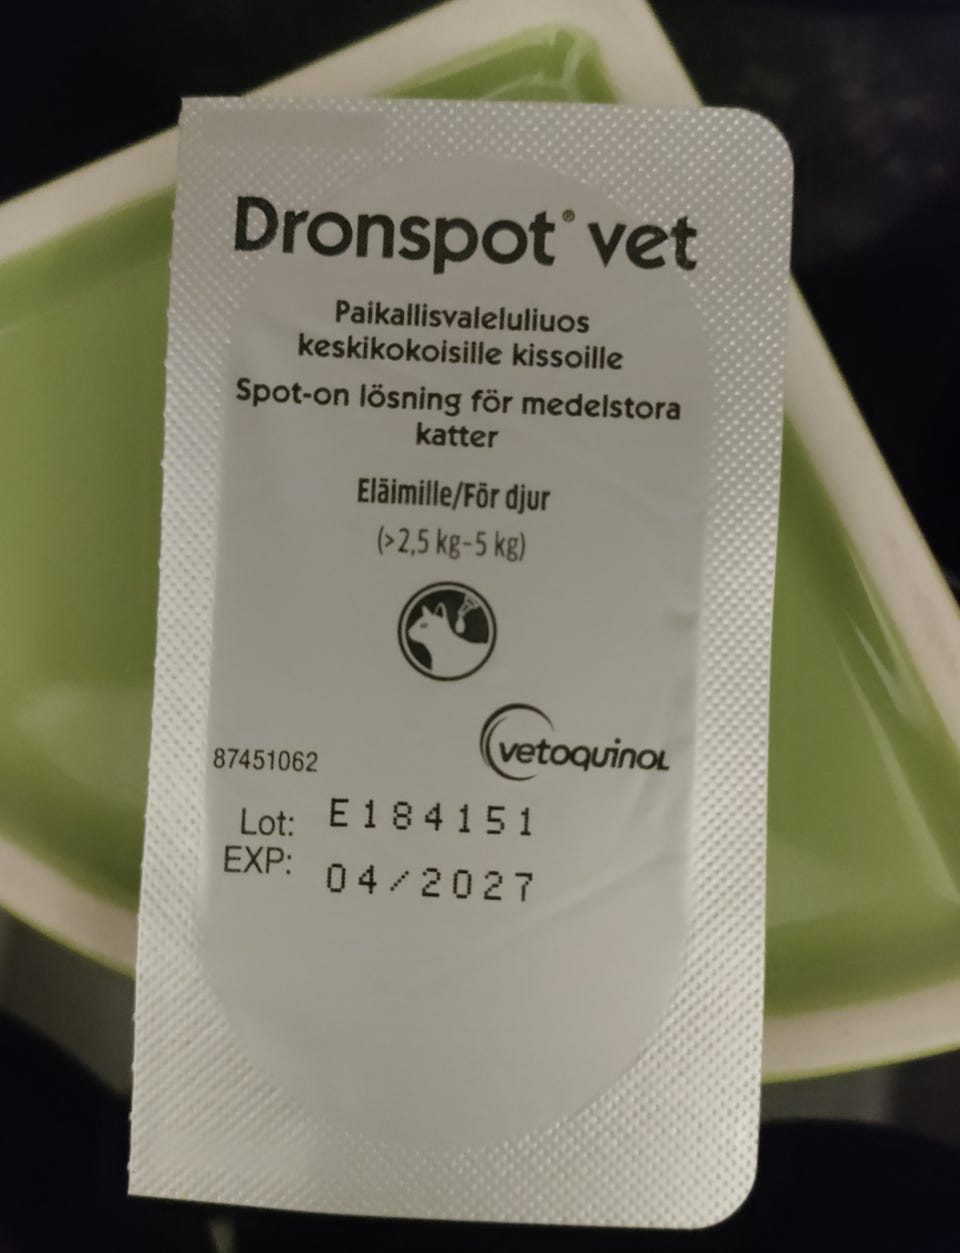 Dronspot® vet
Paikallisvaleluliuos
keskikokoisille kissoille
Spot-on lösning för medelstora
katter
Eläimille/För djur
(>2,5 kg-5 kg)
vetoquinol
87451062
Lot: E184151
EXP: 04/2027